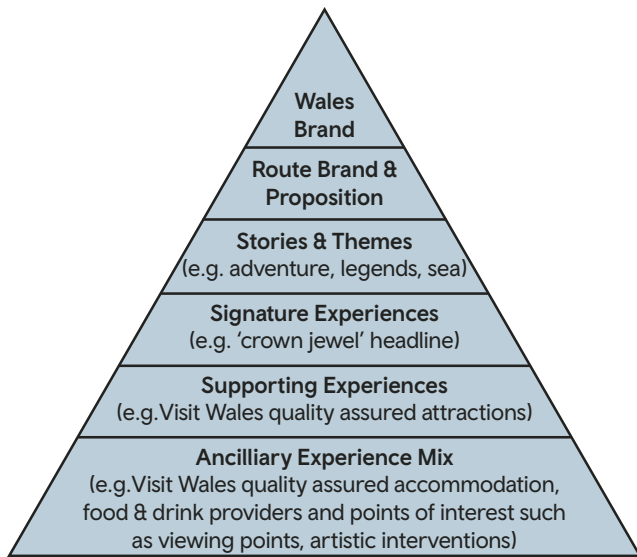 Wales
Brand
Route Brand &
Proposition
Stories & Themes
(e.g. adventure, legends, sea)
Signature Experiences
(e.g. ‘crown jewel’ headline)
Supporting Experiences
(e.g.Visit Wales quality assured attractions)
Ancilliary Experience Mix
(e.g.Visit Wales quality assured accommodation,
food & drink providers and points of interest such
as viewing points, artistic interventions)